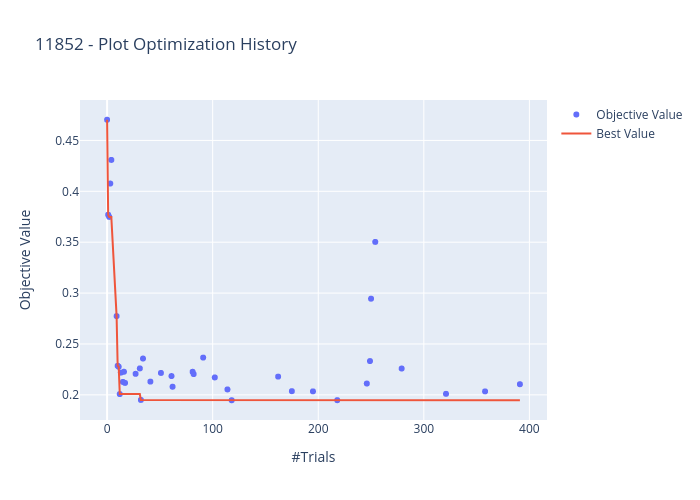 11852 - Plot Optimization History
Objective Value
Best Value
0.45
0.4
0.35
0.3
0.25
0.2
Objective Value
0
100
200
300
400
#Trials